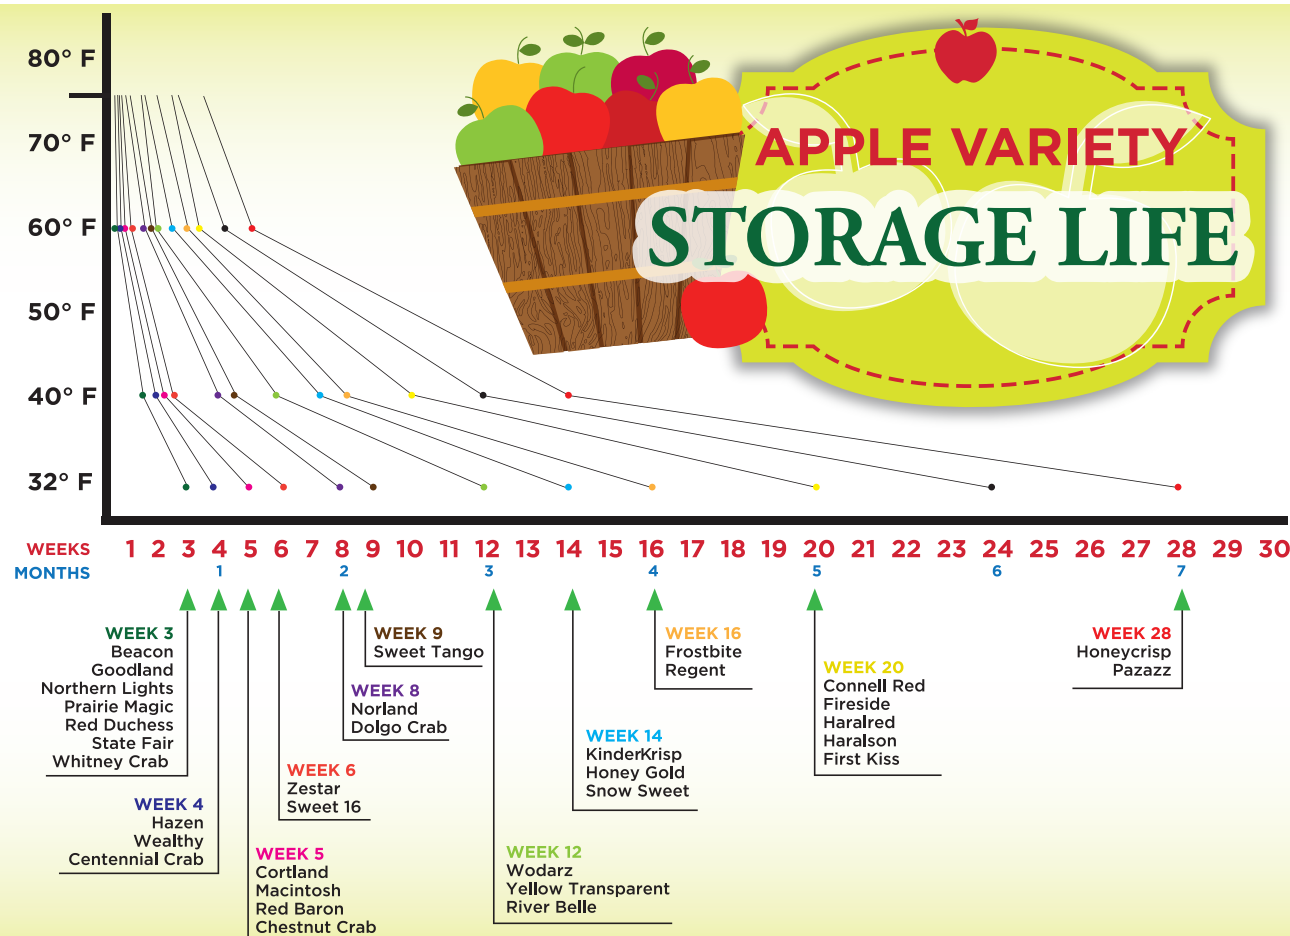 APPLE VARIETY
STORAGE LIFE
80° F
70° F
60° F
50° F
40° F
32° F
WEEKS 1 2 3 4 5 6 7 8 9 10 11 12 13 14 15 16 17 18 19 20 21 22 23 24 25 26 27 28 29 30
MONTHS 1 2 3 4 5 6 7
WEEK 3
Beacon
Goodland
Northern Lights
Prairie Magic
Red Duchess
State Fair
Whitney Crab
WEEK 4
Hazen
Wealthy
Centennial Crab
WEEK 5
Cortland
Macintosh
Red Baron
Chestnut Crab
WEEK 6
Zestar
Sweet 16
WEEK 8
Norland
Dolgo Crab
WEEK 9
Sweet Tango
WEEK 12
Wodarz
Yellow Transparent
River Belle
WEEK 14
KinderKrisp
Honey Gold
Snow Sweet
WEEK 16
Frostbite
Regent
WEEK 20
Connell Red
Fireside
Haralred
Haralson
First Kiss
WEEK 28
Honeycrisp
Pazazz